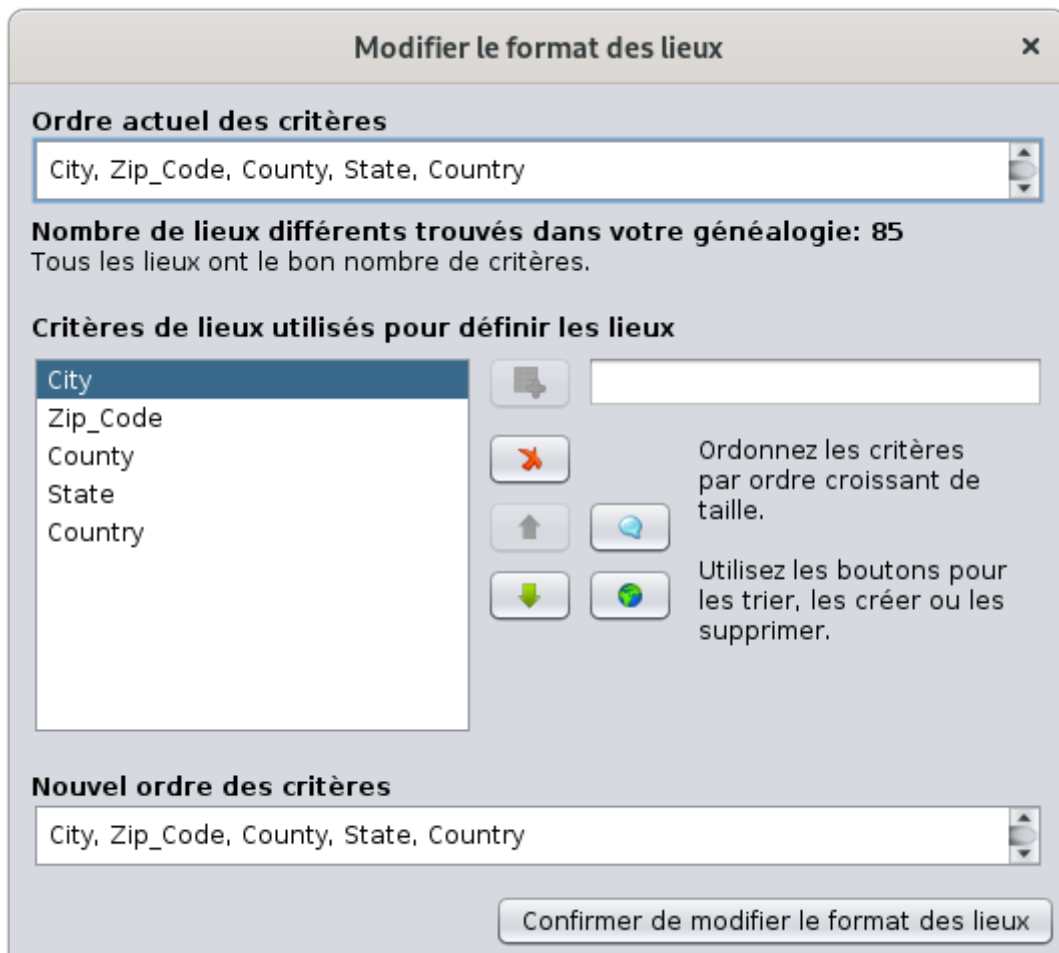 Modifier le format des lieux
Ordre actuel des critères
City, Zip_Code, County, State, Country
Nombre de lieux différents trouvés dans votre généalogie: 85
Tous les lieux ont le bon nombre de critères.
Critères de lieux utilisés pour définir les lieux
City
Zip_Code
County
State
Country
Ordonnez les critères
par ordre croissant de
taille.
Utilisez les boutons pour
les trier, les créer ou les
supprimer.
Nouvel ordre des critères
City, Zip_Code, County, State, Country
Confirmer de modifier le format des lieux